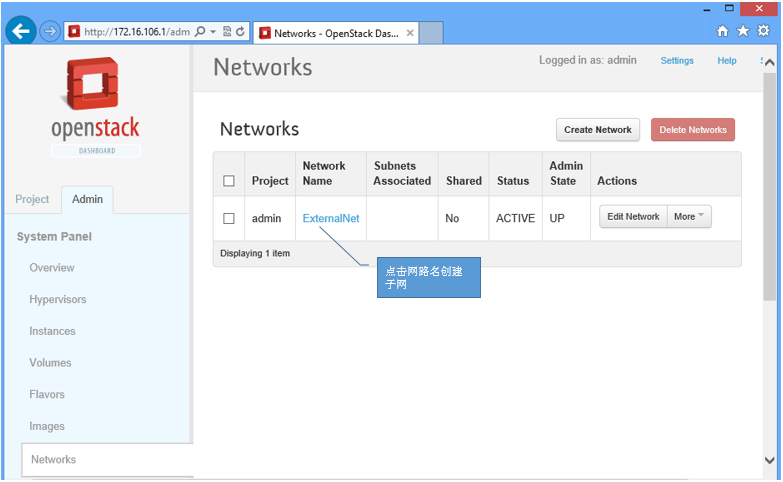 http://172.16.106.1/adm
Networks - OpenStack Das...
Networks
Logged in as: admin
Settings
Help
openstack
DASHBOARD
Project
Admin
System Panel
Overview
Hypervisors
Instances
Volumes
Flavors
Images
Networks
Networks
Create Network
Delete Networks
Project
Network
Name
Subnets
Associated
Shared
Status
Admin
State
Actions
admin
ExternalNet
No
ACTIVE
UP
Edit Network
More
Displaying 1 item
点击网路名创建
子网